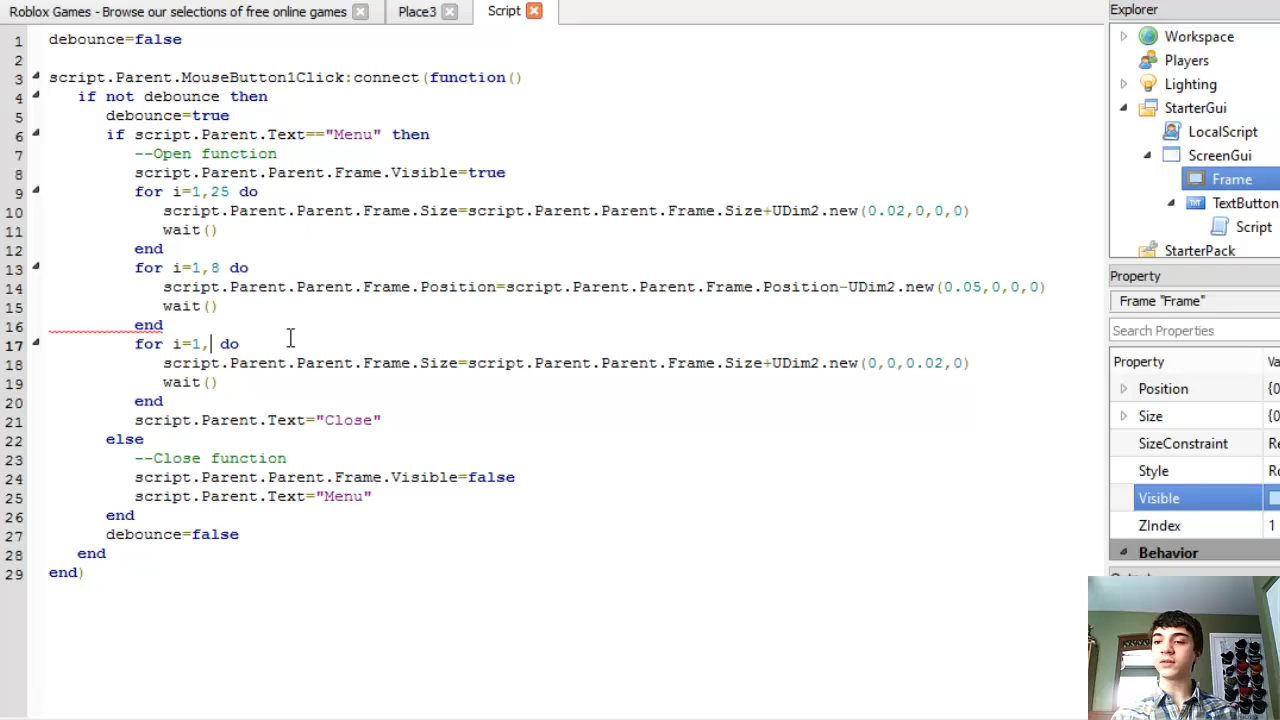 Roblox Games - Browse our selections of free online games
Place3
Script
1 debounce=false
2
3 script.Parent.MouseButton1Click:connect(function()
4 if not debounce then
5 debounce=true
6 if script.Parent.Text=="Menu" then
7 --Open function
8 script.Parent.Parent.Frame.Visible=true
9 for i=1,25 do
10 script.Parent.Parent.Frame.Size=script.Parent.Parent.Frame.Size+UDim2.new(0.02,0,0,0)
11 wait()
12 end
13 for i=1,8 do
14 script.Parent.Parent.Frame.Position=script.Parent.Parent.Frame.Position-UDim2.new(0.05,0,0,0)
15 wait()
16 end
17 for i=1, do
18 script.Parent.Parent.Frame.Size=script.Parent.Parent.Frame.Size+UDim2.new(0,0,0.02,0)
19 wait()
20 end
21 script.Parent.Text="Close"
22 else
23 --Close function
24 script.Parent.Parent.Frame.Visible=false
25 script.Parent.Text="Menu"
26 end
27 debounce=false
28 end
29 end)
Explorer
Workspace
Players
Lighting
StarterGui
LocalScript
ScreenGui
Frame
TextButton
Script
StarterPack
Property
Frame "Frame"
Search Properties
Property Va
Position {0
Size {0
SizeConstraint Re
Style Ro
Visible
ZIndex 1
Behavior